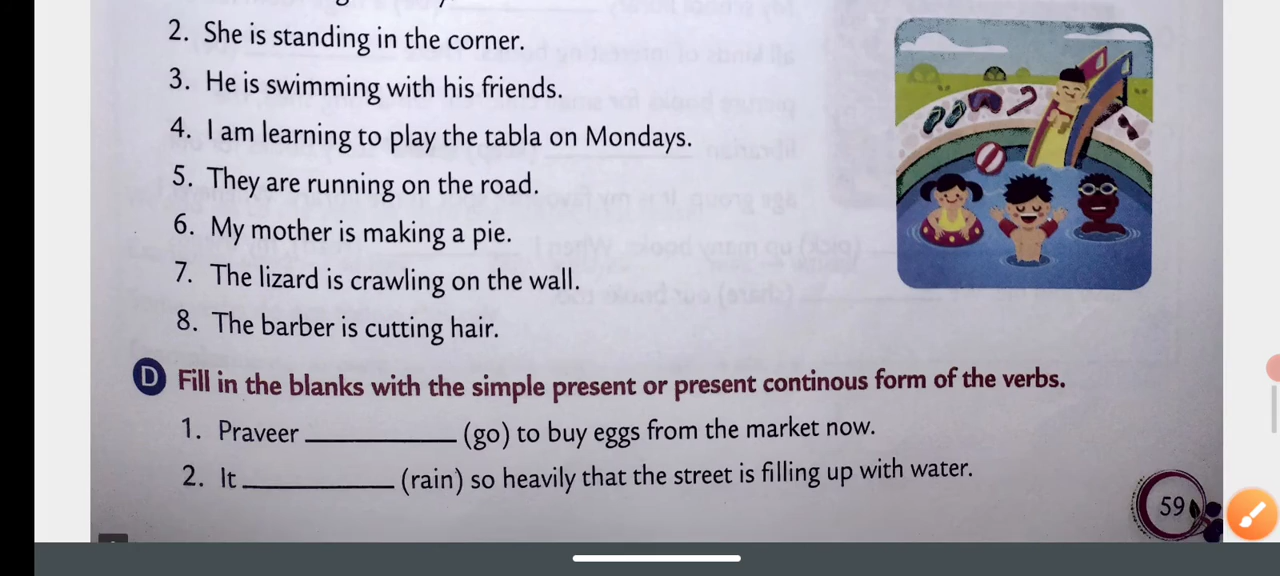 2. She is standing in the corner.
3. He is swimming with his friends.
4. I am learning to play the tabla on Mondays.
5. They are running on the road.
6. My mother is making a pie.
7. The lizard is crawling on the wall.
8. The barber is cutting hair.
D Fill in the blanks with the simple present or present continous form of the verbs.
1. Praveer __________ (go) to buy eggs from the market now.
2. It __________ (rain) so heavily that the street is filling up with water.
59